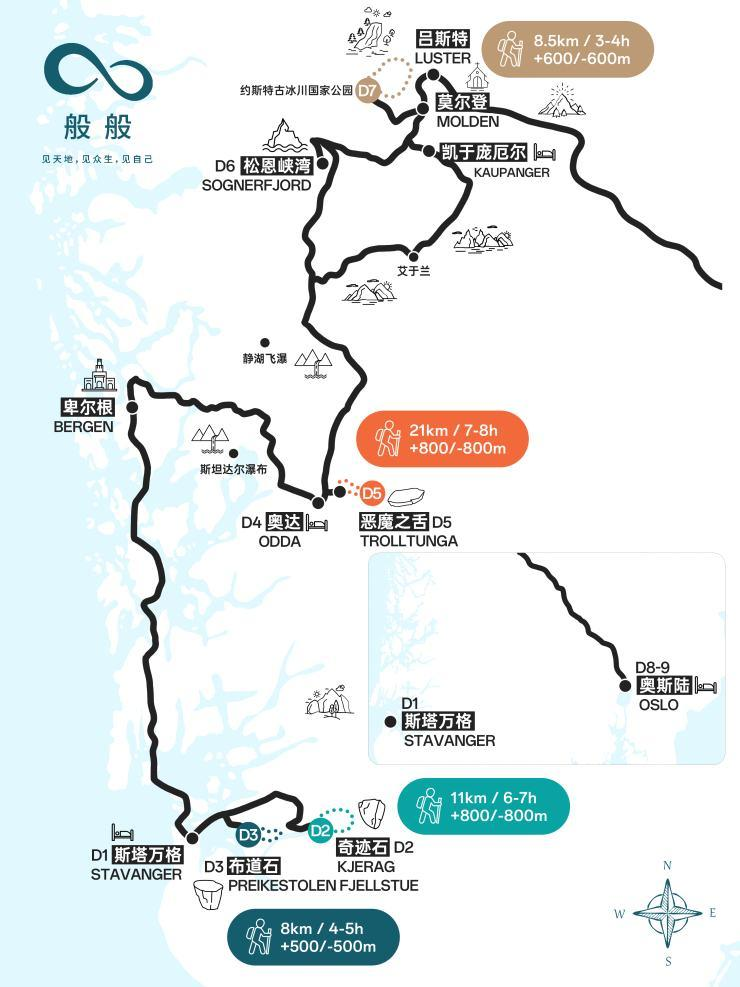 般般
见天地,见众生,见自己
吕斯特
LUSTER
8.5km / 3-4h
+600/-600m
约斯特古冰川国家公园
D7
莫尔登
MOLDEN
D6 松恩峡湾
SOGNERFJORD
凯于庞厄尔
KAUPANGER
艾于兰
静湖飞瀑
卑尔根
BERGEN
斯坦达尔瀑布
21km / 7-8h
+800/-800m
D5
D4 奥达
ODDA
恶魔之舌 D5
TROLLTUNGA
D8-9
奥斯陆
OSLO
D1
斯塔万格
STAVANGER
11km / 6-7h
+800/-800m
D3
D2
D1 斯塔万格
STAVANGER
奇迹石 D2
KJERAG
FJELLSTUE
D3 布道石
PREIKESTOLEN
8km / 4-5h
+500/-500m
N
W
E
S